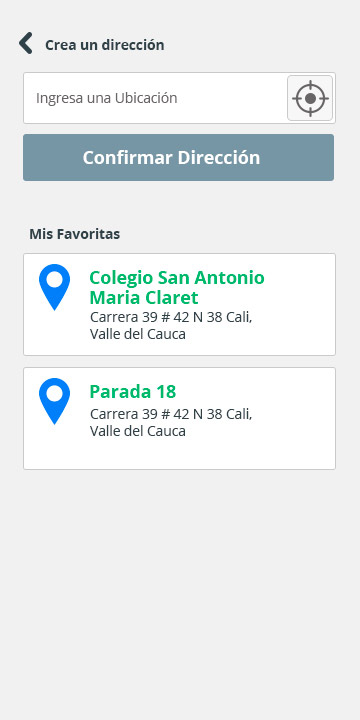 Crea un dirección
Ingresa una Ubicación
Confirmar Dirección
Mis Favoritas
Colegio San Antonio
Maria Claret
Carrera 39 # 42 N 38 Cali,
Valle del Cauca
Parada 18
Carrera 39 # 42 N 38 Cali,
Valle del Cauca